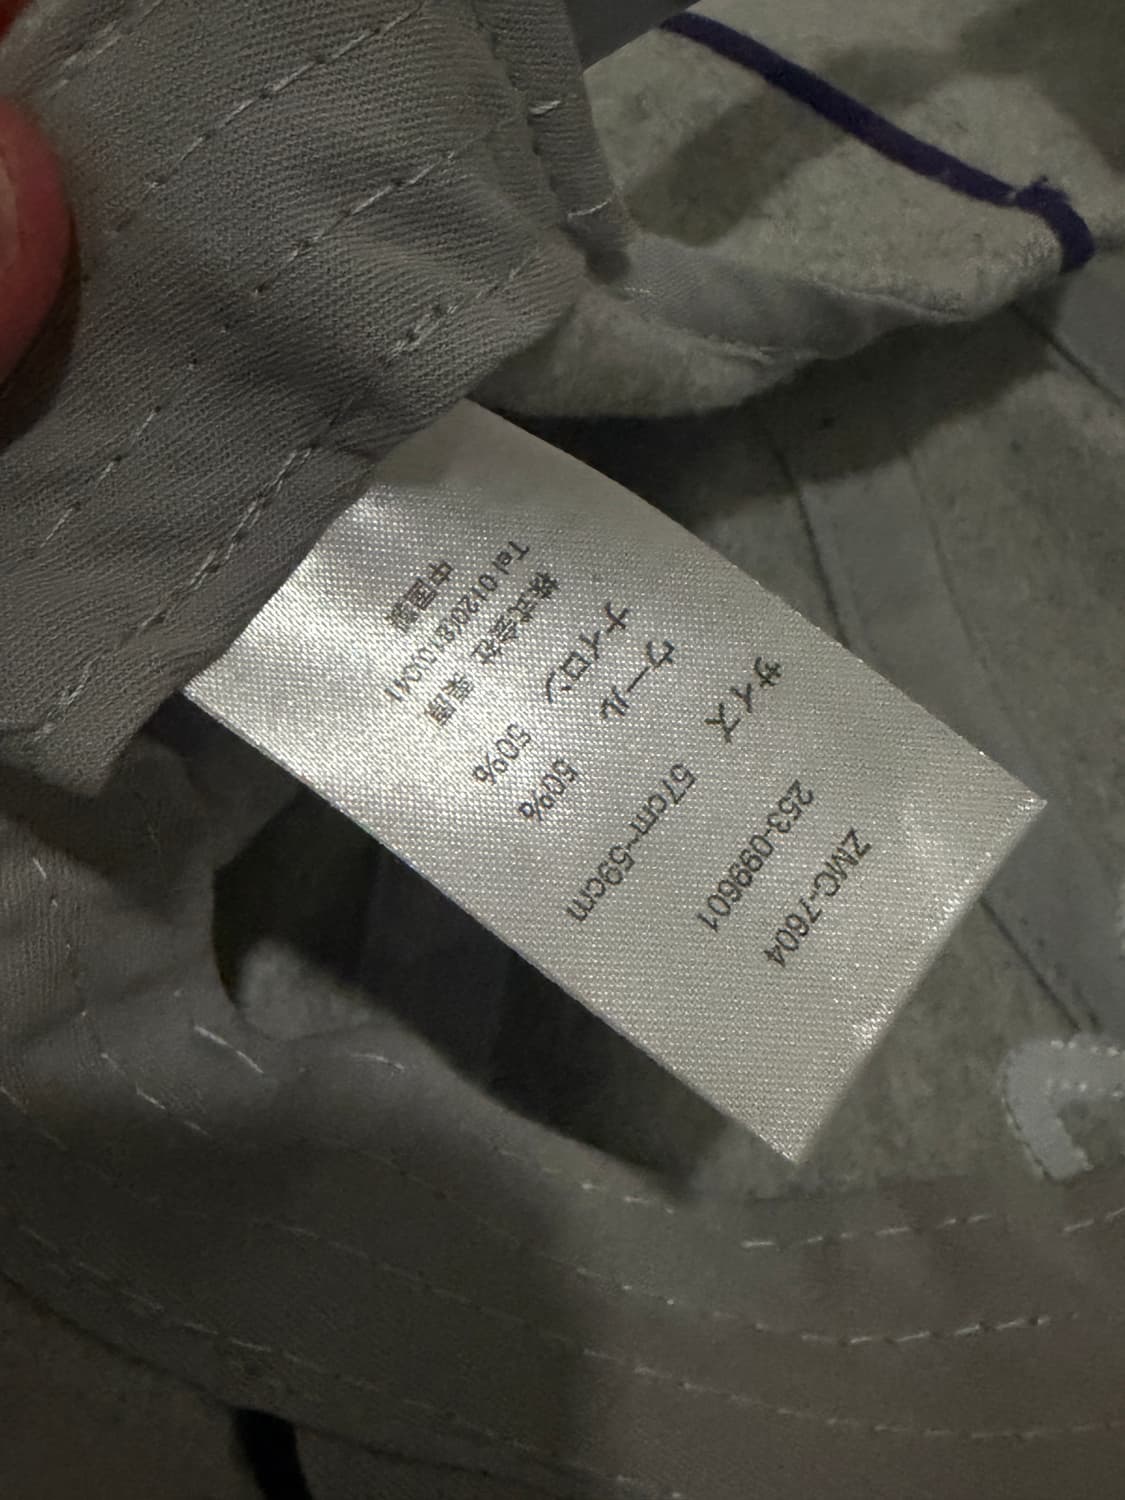 ZMC-7604
253-099601
サイズ 57cm~59cm
ウール 50%
ナイロン 50%
株式会社
Tel
中国製